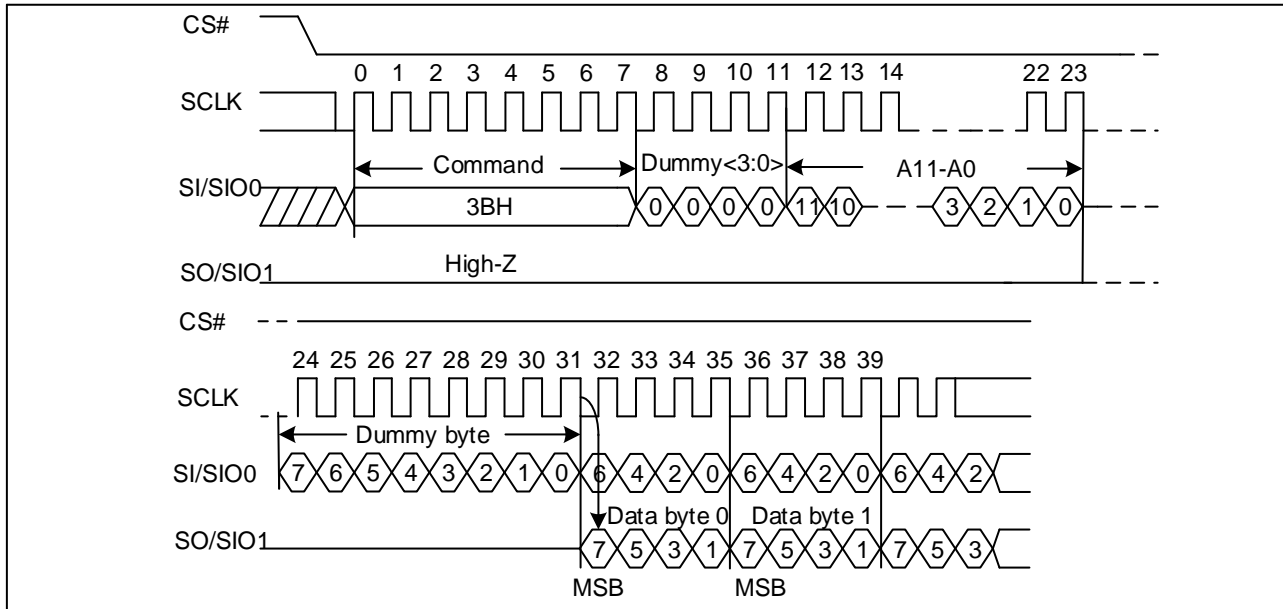 CS#
0 1 2 3 4 5 6 7 8 9 10 11 12 13 14 22 23
SCLK
Command Dummy<3:0> A11-A0
SI/SIO0 3BH 0 0 0 0 11 10 3 2 1 0
High-Z
SO/SIO1
CS#
24 25 26 27 28 29 30 31 32 33 34 35 36 37 38 39
SCLK
Dummy byte
SI/SIO0 7 6 5 4 3 2 1 0 6 4 2 0 6 4 2 0 6 4 2
Data byte 0 Data byte 1
SO/SIO1 7 5 3 1 7 5 3 1 7 5 3
MSB MSB